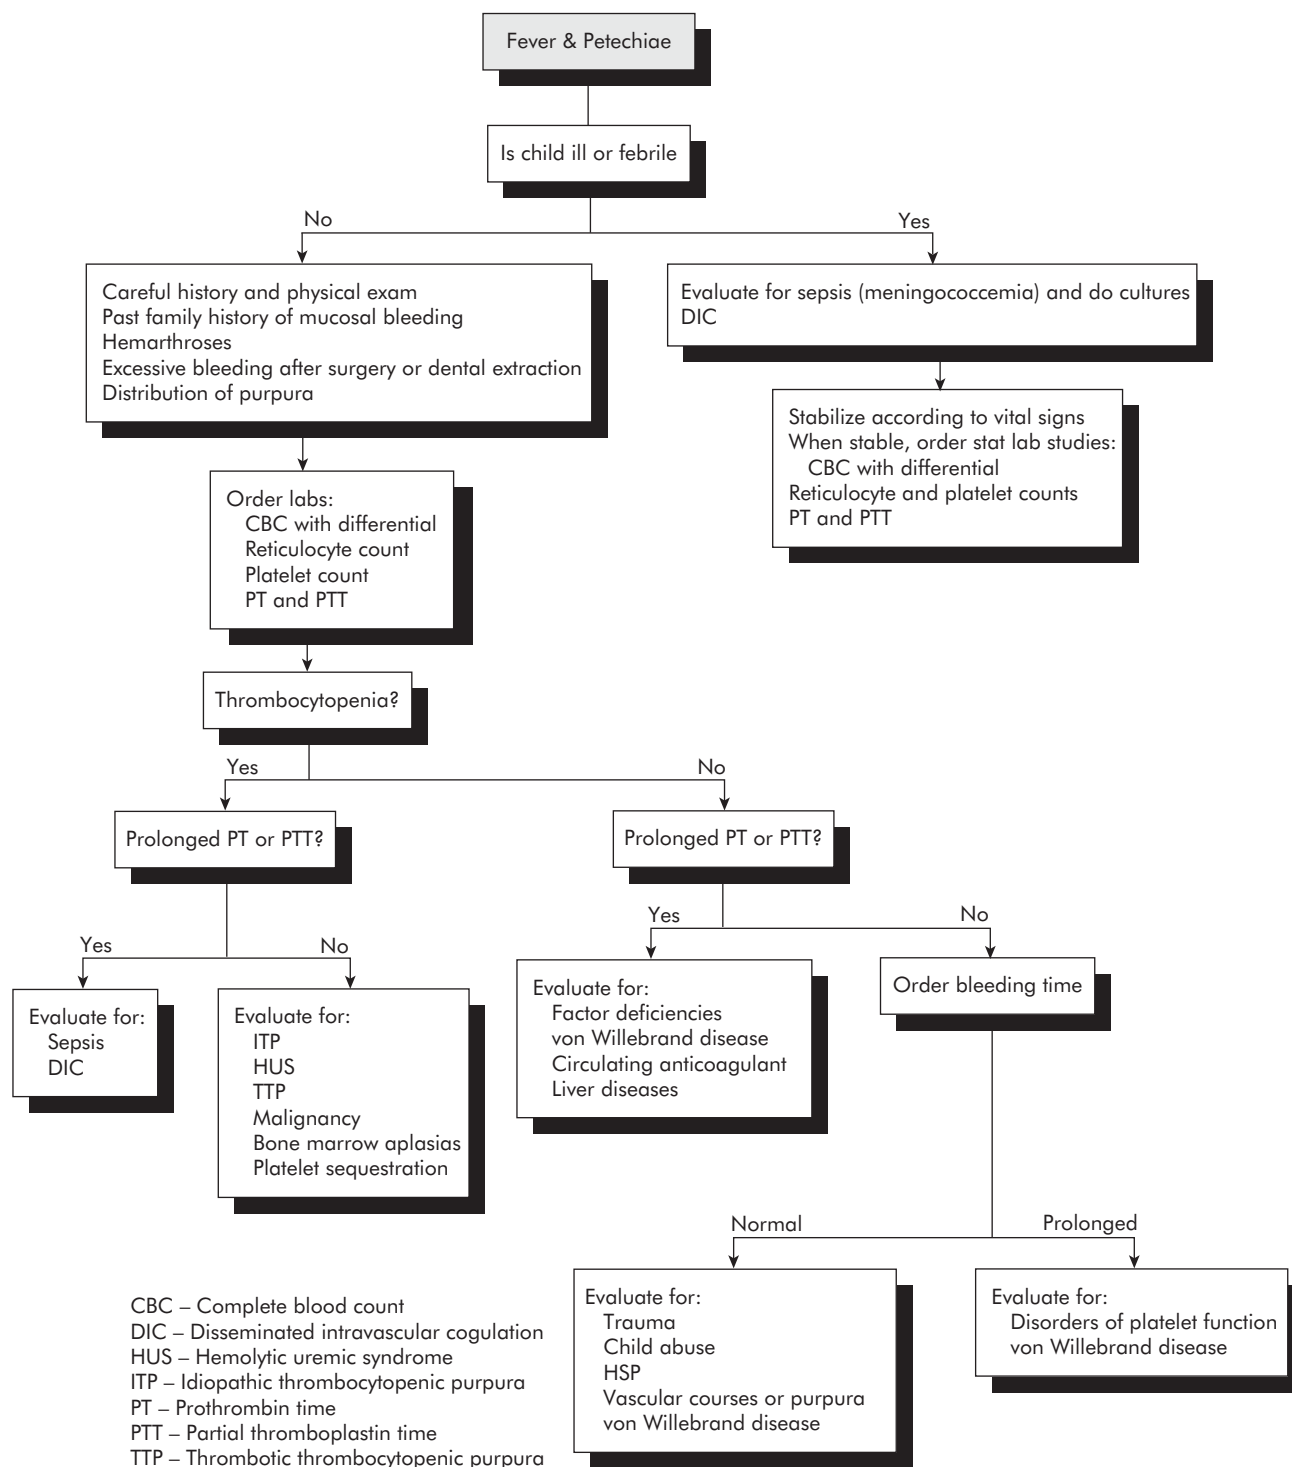 Fever & Petechiae
Is child ill or febrile
No
Yes
Careful history and physical exam
Past family history of mucosal bleeding
Hemarthroses
Excessive bleeding after surgery or dental extraction
Distribution of purpura
Evaluate for sepsis (meningococcemia) and do cultures
DIC
Stabilize according to vital signs
When stable, order stat lab studies:
CBC with differential
Reticulocyte and platelet counts
PT and PTT
Order labs:
CBC with differential
Reticulocyte count
Platelet count
PT and PTT
Thrombocytopenia?
Yes
No
Prolonged PT or PTT?
Prolonged PT or PTT?
Yes
No
Yes
No
Evaluate for:
Sepsis
DIC
Evaluate for:
ITP
HUS
TTP
Malignancy
Bone marrow aplasias
Platelet sequestration
Evaluate for:
Factor deficiencies
von Willebrand disease
Circulating anticoagulant
Liver diseases
Order bleeding time
Normal
Prolonged
Evaluate for:
Trauma
Child abuse
HSP
Vascular courses or purpura
von Willebrand disease
Evaluate for:
Disorders of platelet function
von Willebrand disease
CBC – Complete blood count
DIC – Disseminated intravascular cogulation
HUS – Hemolytic uremic syndrome
ITP – Idiopathic thrombocytopenic purpura
PT – Prothrombin time
PTT – Partial thromboplastin time
TTP – Thrombotic thrombocytopenic purpura